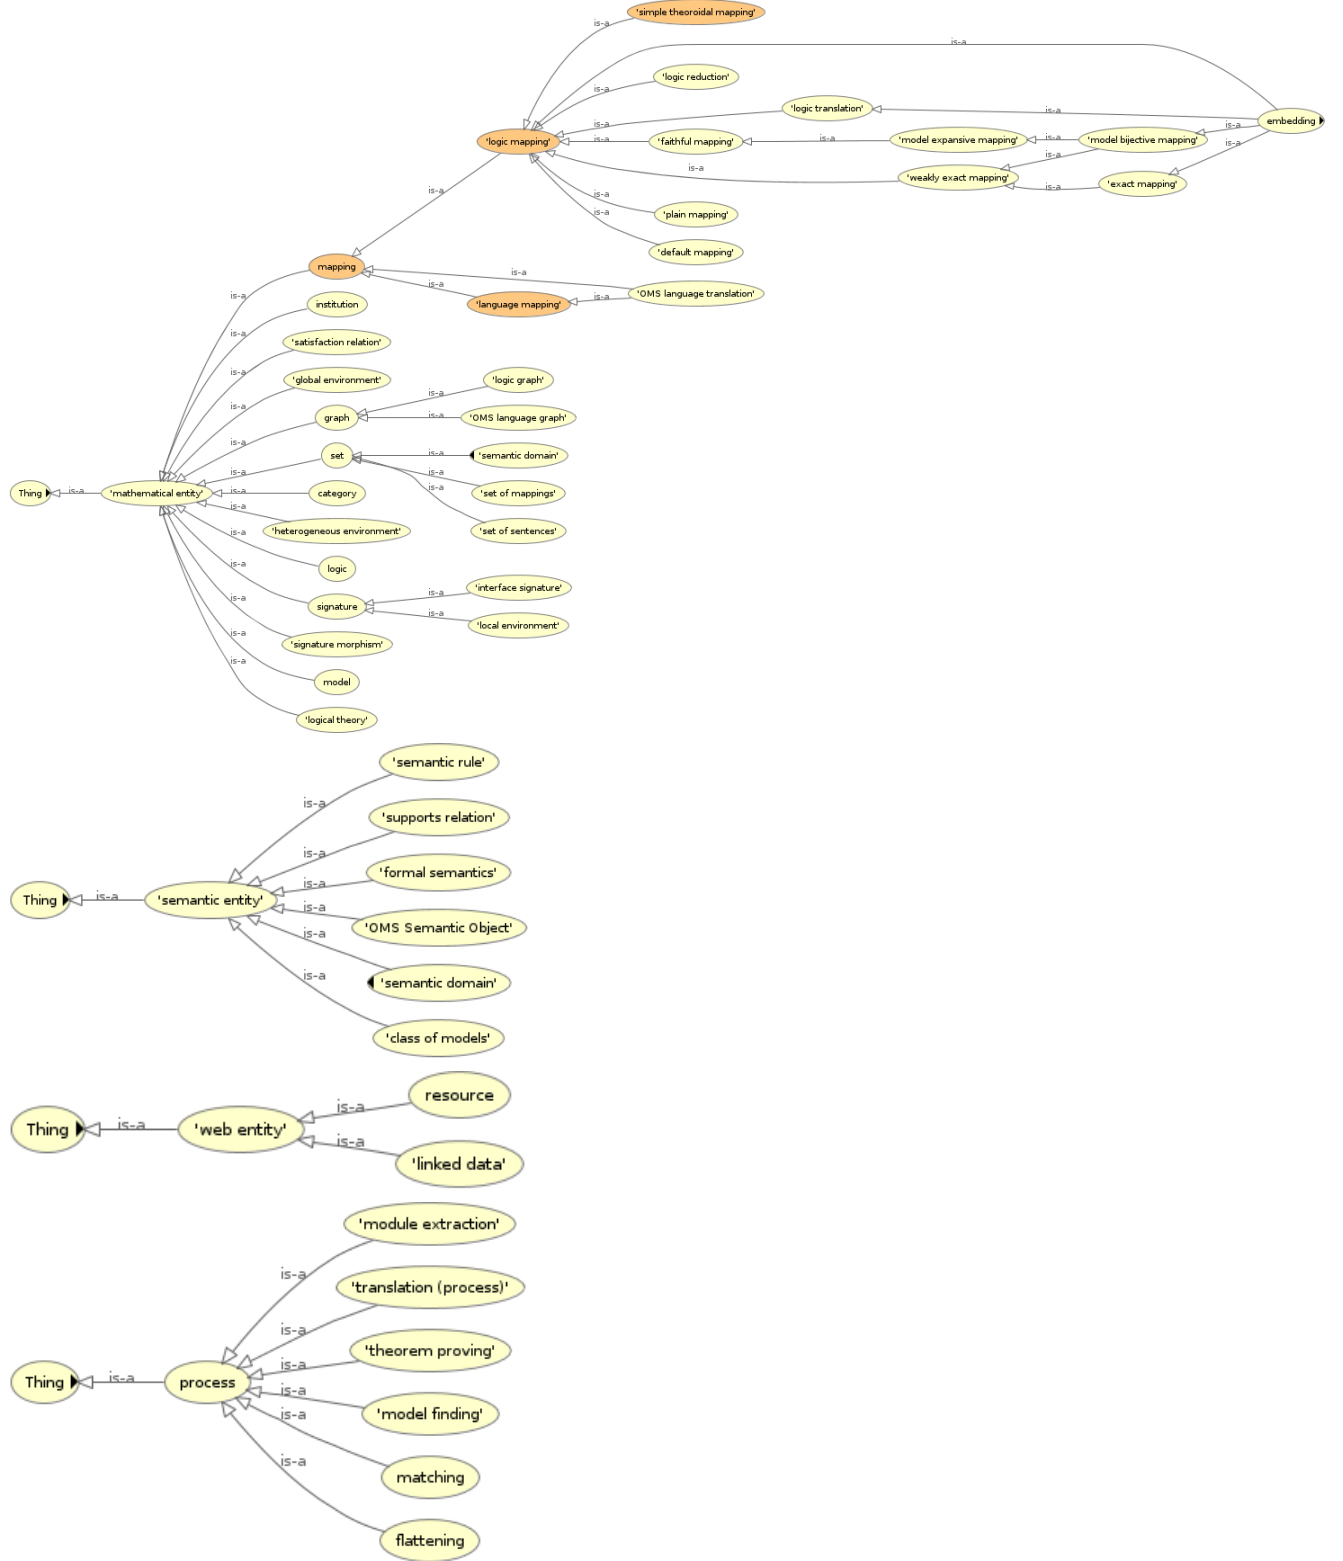 'simple theoroidal mapping'
is-a
is-a
'logic reduction'
is-a
'logic translation'
is-a
is-a
embedding
is-a
'logic mapping'
is-a
'faithful mapping'
is-a
'model expansive mapping'
is-a
'model bijective mapping'
is-a
is-a
is-a
'weakly exact mapping'
is-a
'exact mapping'
is-a
is-a
'plain mapping'
is-a
'default mapping'
mapping
is-a
is-a
'OMS language translation'
is-a
is-a
'language mapping'
is-a
institution
is-a
'satisfaction relation'
is-a
'global environment'
is-a
'logic graph'
is-a
graph
is-a
'OMS language graph'
is-a
set
is-a
'semantic domain'
is-a
is-a
Thing
is-a
'mathematical entity'
is-a
category
is-a
'set of mappings'
is-a
'heterogeneous environment'
'set of sentences'
is-a
logic
is-a
signature
is-a
'interface signature'
is-a
'local environment'
is-a
'signature morphism'
is-a
model
is-a
'logical theory'
'semantic rule'
is-a
'supports relation'
is-a
'formal semantics'
is-a
Thing
is-a
'semantic entity'
is-a
'OMS Semantic Object'
is-a
'semantic domain'
is-a
'class of models'
resource
is-a
Thing
is-a
'web entity'
is-a
'linked data'
'module extraction'
is-a
'translation (process)'
is-a
'theorem proving'
is-a
Thing
is-a
process
is-a
'model finding'
is-a
matching
is-a
flattening